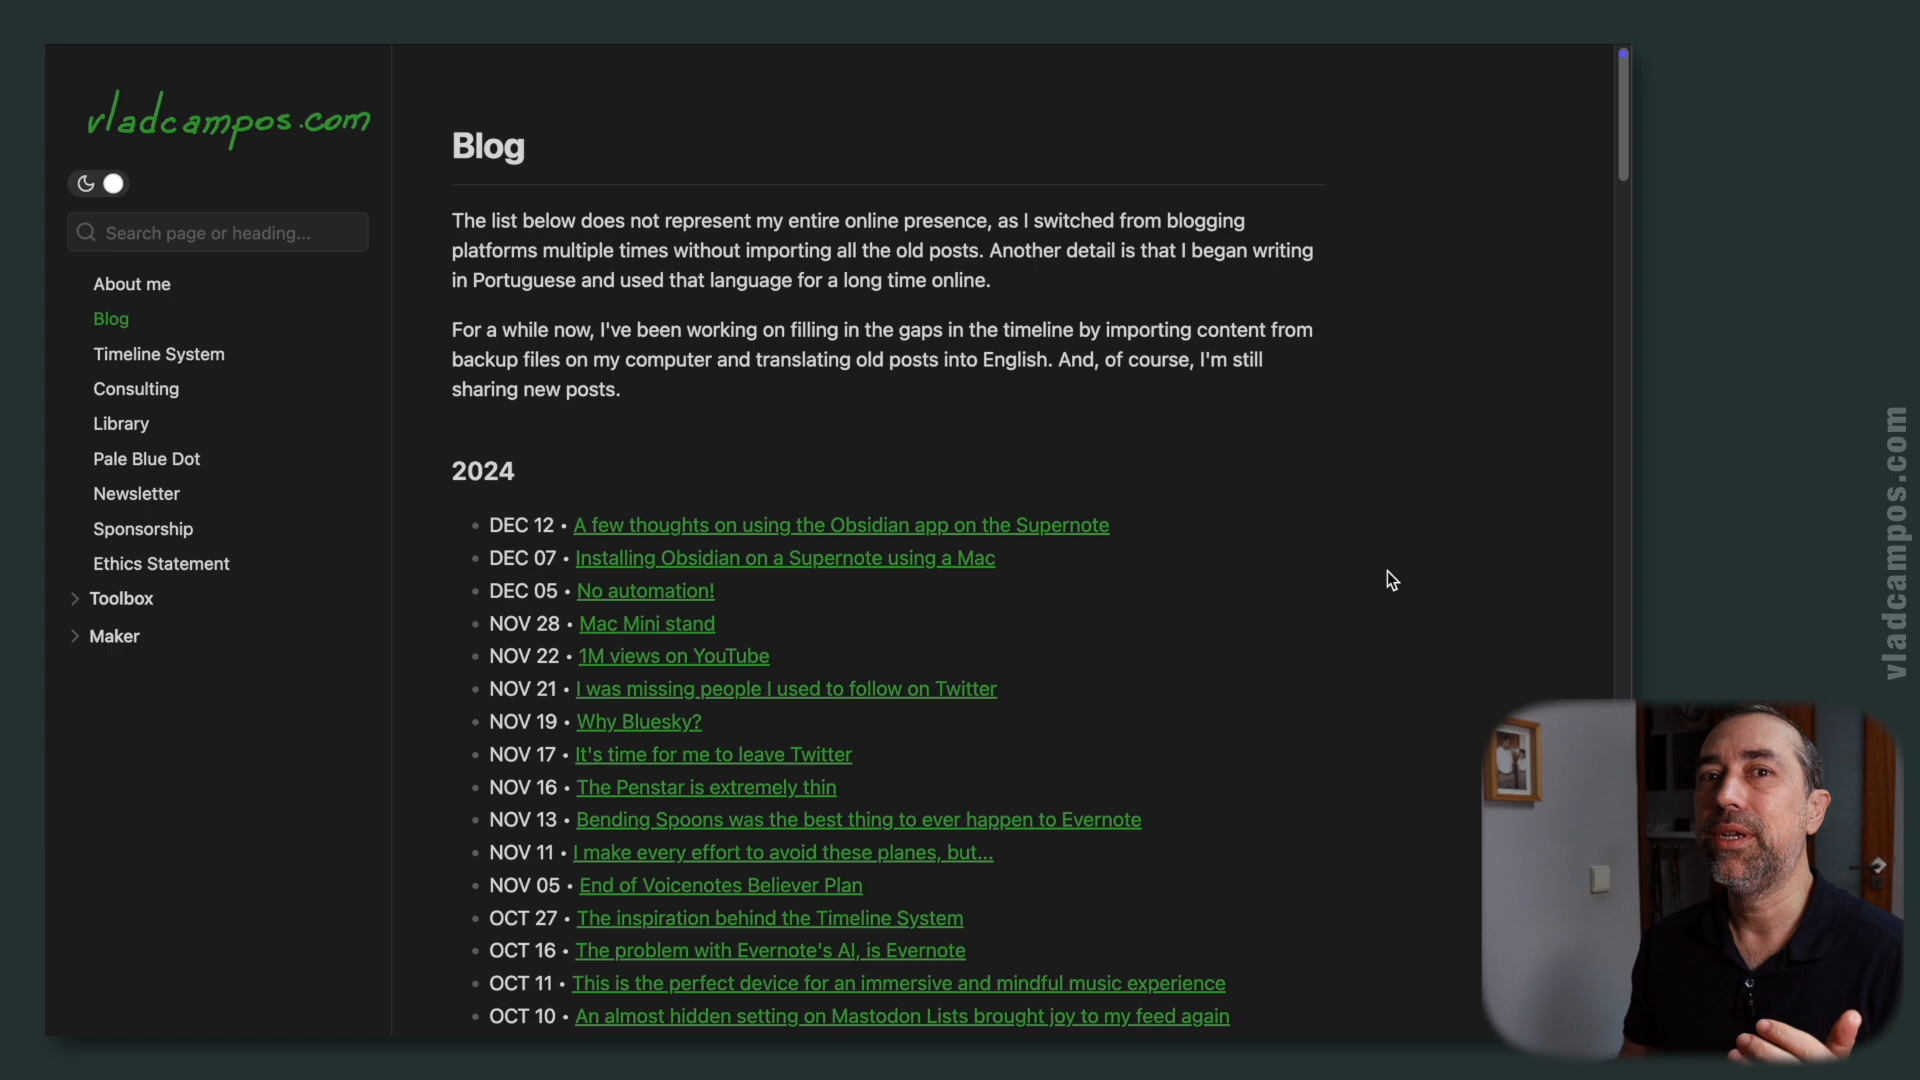 vladcampos.com
Search page or heading...
About me
Blog
Timeline System
Consulting
Library
Pale Blue Dot
Newsletter
Sponsorship
Ethics Statement
Toolbox
Maker
Blog
The list below does not represent my entire online presence, as I switched from blogging
platforms multiple times without importing all the old posts. Another detail is that I began writing
in Portuguese and used that language for a long time online.
For a while now, I've been working on filling in the gaps in the timeline by importing content from
backup files on my computer and translating old posts into English. And, of course, I'm still
sharing new posts.
2024
• DEC 12 • A few thoughts on using the Obsidian app on the Supernote
• DEC 07 • Installing Obsidian on a Supernote using a Mac
• DEC 05 • No automation!
• NOV 28 • Mac Mini stand
• NOV 22 • 1M views on YouTube
• NOV 21 • I was missing people I used to follow on Twitter
• NOV 19 • Why Bluesky?
• NOV 17 • It's time for me to leave Twitter
• NOV 16 • The Penstar is extremely thin
• NOV 13 • Bending Spoons was the best thing to ever happen to Evernote
• NOV 11 • I make every effort to avoid these planes, but...
• NOV 05 • End of Voicenotes Believer Plan
• OCT 27 • The inspiration behind the Timeline System
• OCT 16 • The problem with Evernote's AI, is Evernote
• OCT 11 • This is the perfect device for an immersive and mindful music experience
• OCT 10 • An almost hidden setting on Mastodon Lists brought joy to my feed again
vladcampos.com